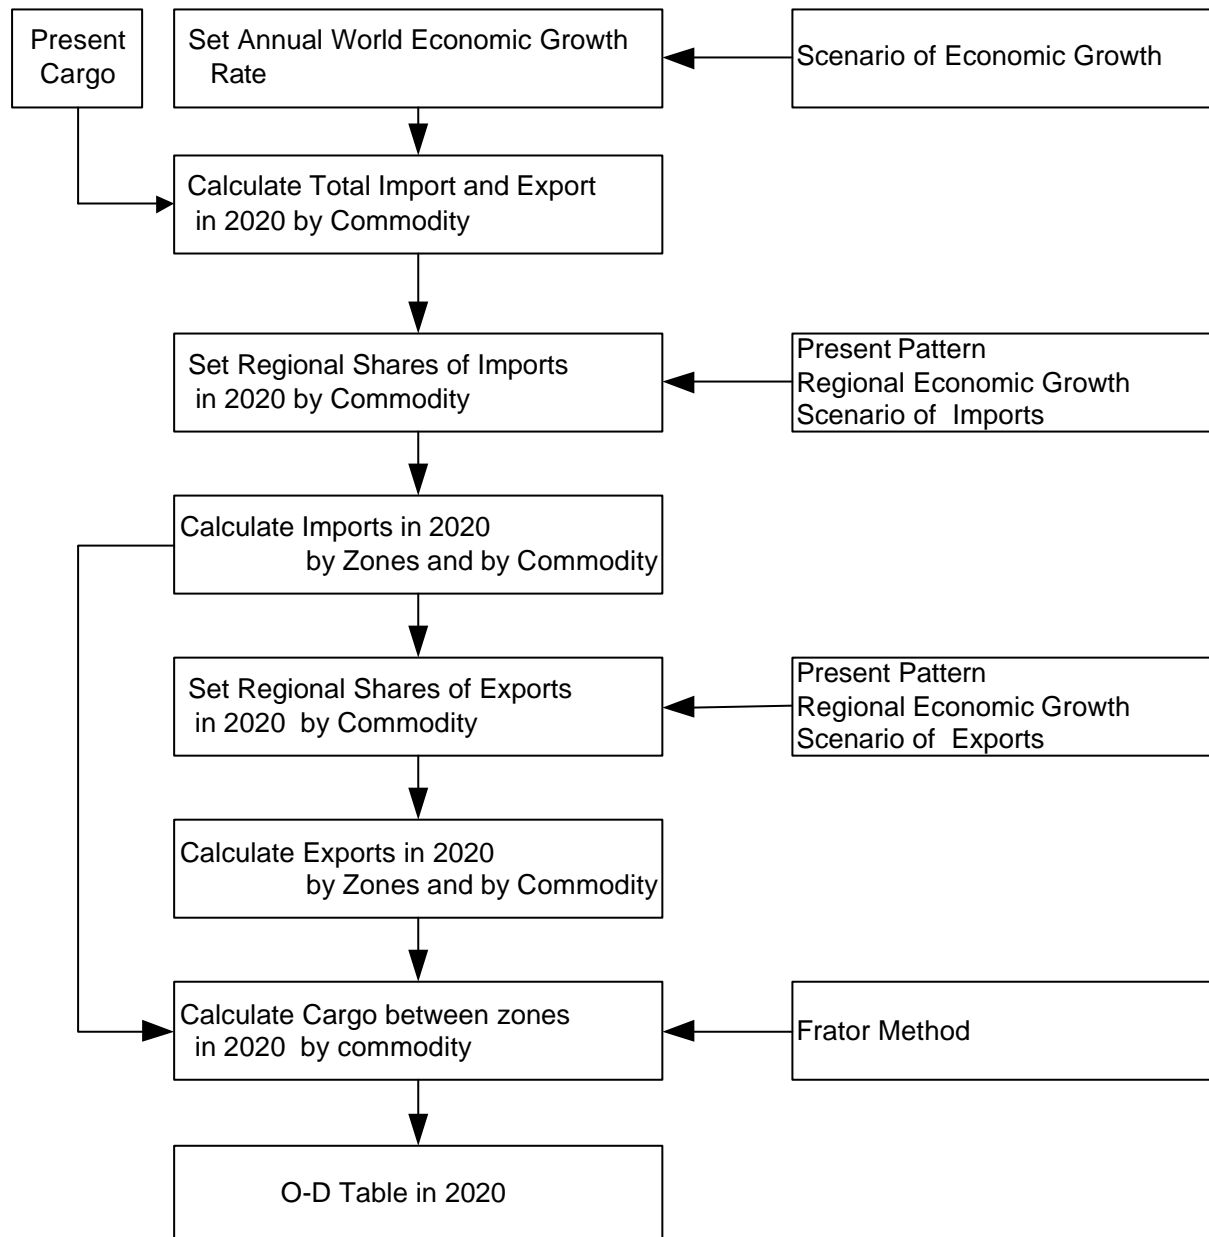 Present
Cargo
Set Annual World Economic Growth
Rate
Scenario of Economic Growth
Calculate Total Import and Export
in 2020 by Commodity
Set Regional Shares of Imports
in 2020 by Commodity
Present Pattern
Regional Economic Growth
Scenario of Imports
Calculate Imports in 2020
by Zones and by Commodity
Set Regional Shares of Exports
in 2020 by Commodity
Present Pattern
Regional Economic Growth
Scenario of Exports
Calculate Exports in 2020
by Zones and by Commodity
Calculate Cargo between zones
in 2020 by commodity
Frator Method
O-D Table in 2020